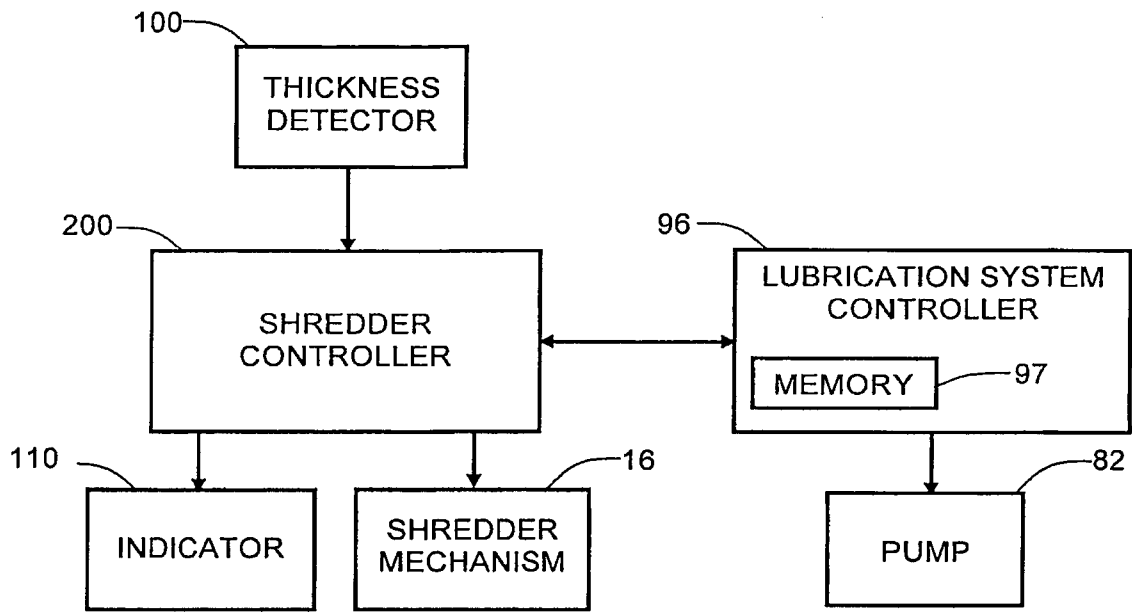 100
THICKNESS
DETECTOR
200
SHREDDER
CONTROLLER
96
LUBRICATION SYSTEM
CONTROLLER
MEMORY
97
110
INDICATOR
16
SHREDDER
MECHANISM
82
PUMP